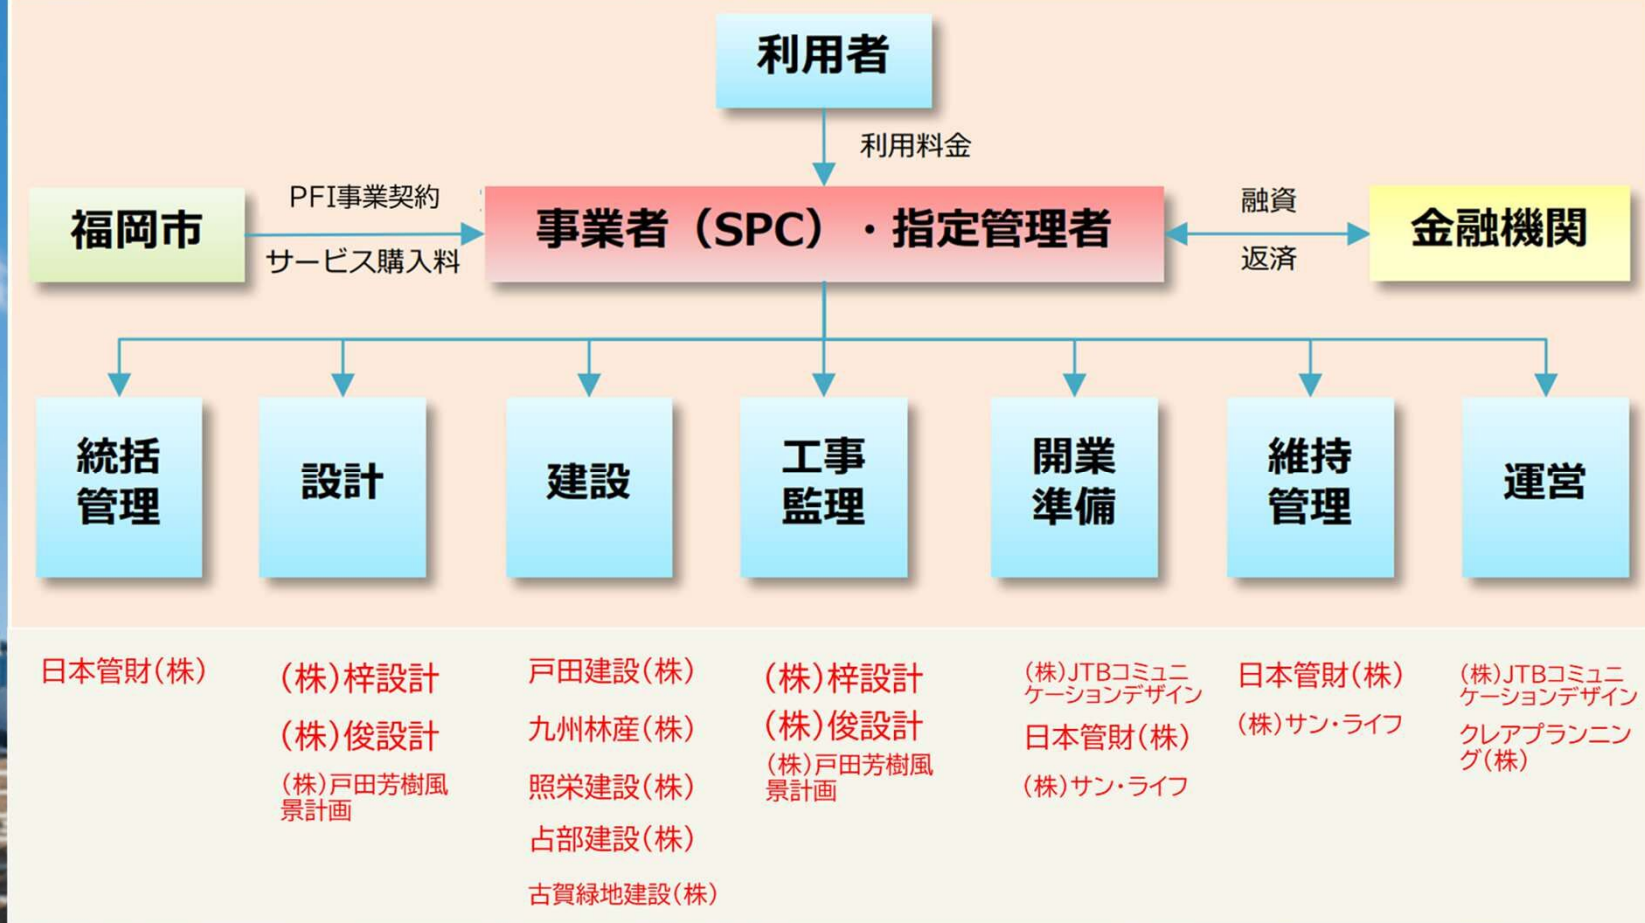 利用者
利用料金
福岡市
PFI事業契約
サービス購入料
事業者（SPC）・指定管理者
融資
返済
金融機関
統括
管理
設計
建設
工事
監理
開業
準備
維持
管理
運営
日本管財(株)
(株)梓設計
(株)俊設計
(株)戸田芳樹風
景計画
戸田建設(株)
九州林産(株)
照栄建設(株)
占部建設(株)
古賀緑地建設(株)
(株)梓設計
(株)俊設計
(株)戸田芳樹風
景計画
(株)JTBコミュニ
ケーションデザイン
日本管財(株)
(株)サン・ライフ
日本管財(株)
(株)サン・ライフ
(株)JTBコミュニ
ケーションデザイン
クレアプランニン
グ(株)